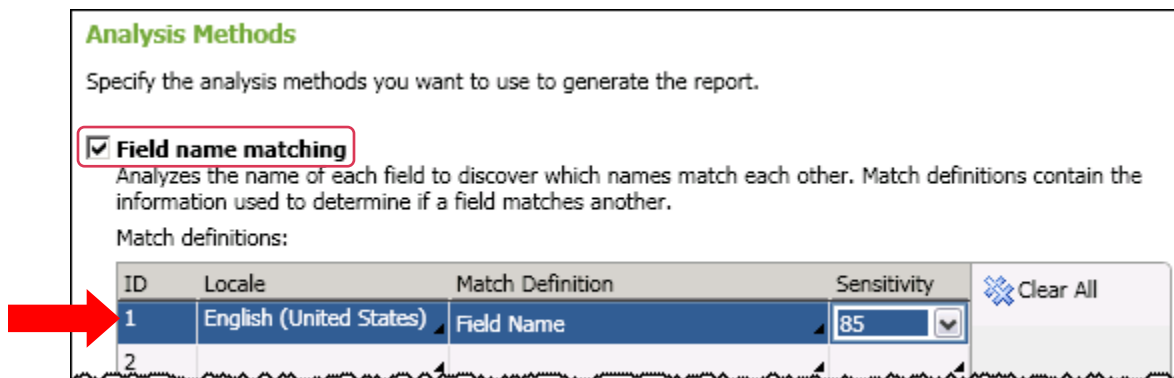 Analysis Methods
Specify the analysis methods you want to use to generate the report.
Field name matching
Analyzes the name of each field to discover which names match each other. Match definitions contain the
information used to determine if a field matches another.
Match definitions:
ID Locale Match Definition Sensitivity Clear All
1 English (United States) Field Name 85
2